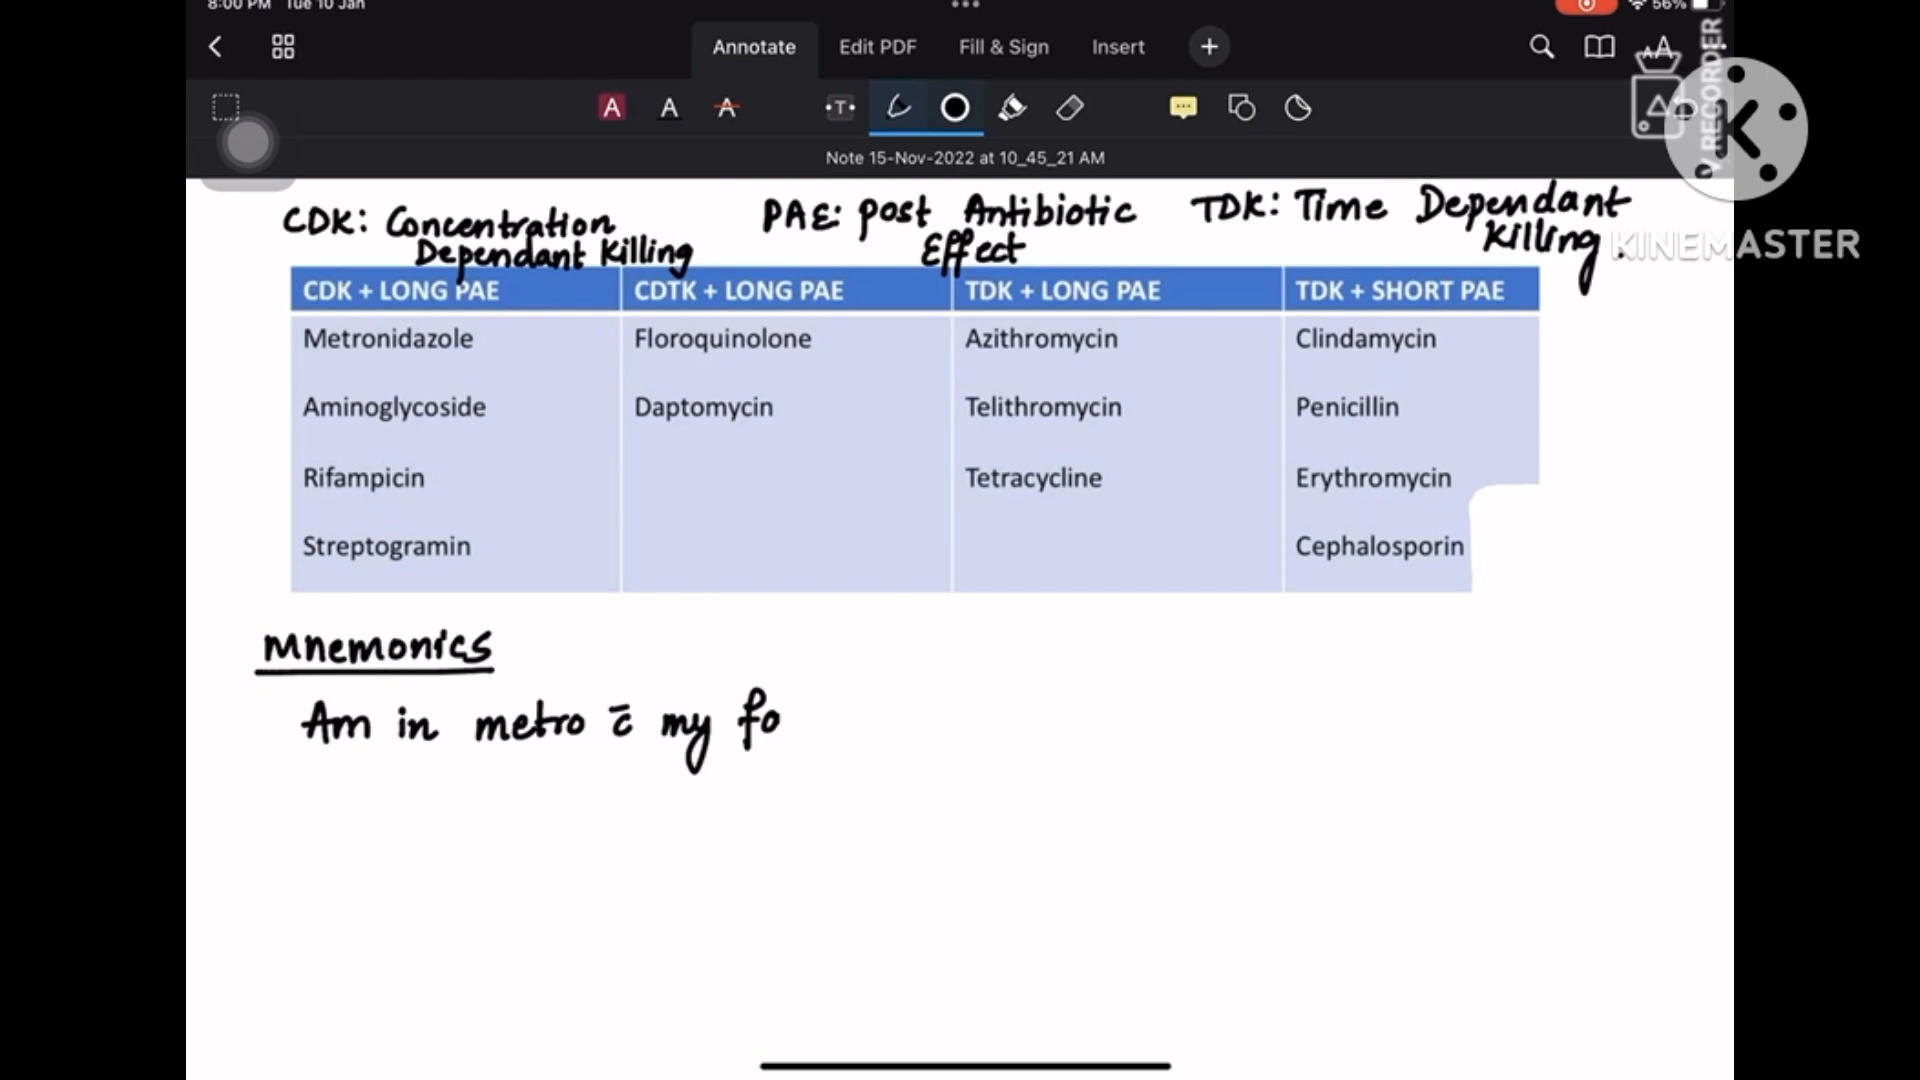 8:00 PM Tue 10 Jan
56%
Annotate Edit PDF Fill & Sign Insert
Note 15-Nov-2022 at 10_45_21 AM
V RECORDER
KINEMASTER
CDK: Concentration Dependant Killing
PAE: Post Antibiotic Effect
TDK: Time Dependant Killing.
CDK + LONG PAE CDTK + LONG PAE TDK + LONG PAE TDK + SHORT PAE
Metronidazole Floroquinolone Azithromycin Clindamycin
Aminoglycoside Daptomycin Telithromycin Penicillin
Rifampicin Tetracycline Erythromycin
Streptogramin Cephalosporin
Mnemonics
Am in metro c̄ my fo